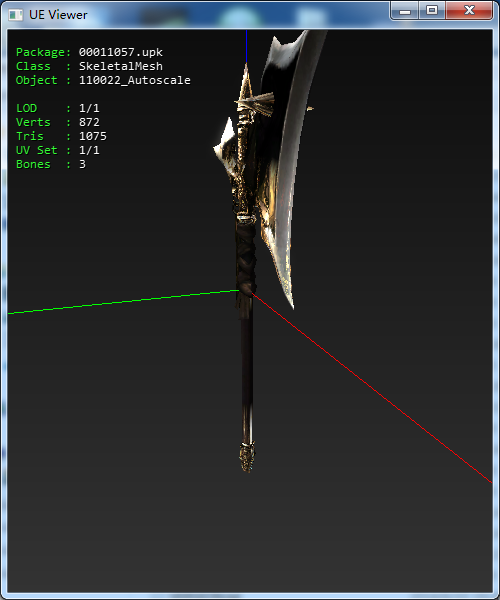 UE Viewer
Package: 00011057.upk
Class : SkeletalMesh
Object : 110022_Autoscale
LOD : 1/1
Verts : 872
Tris : 1075
UV Set : 1/1
Bones : 3